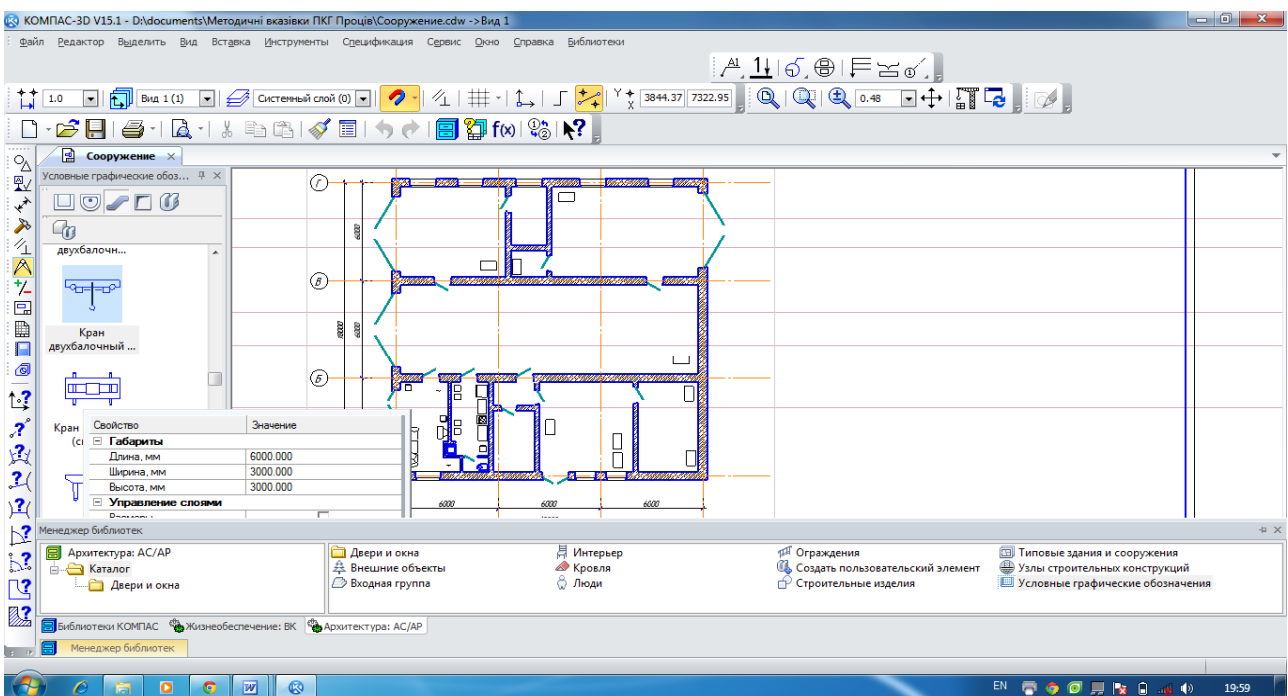 КОМПАС-3D V15.1 - D:\documents\Методичні вказівки ПКГ Проців\Сооружение.cdw ->Вид 1
Файл Редактор Выделить Вид Вставка Инструменты Спецификация Сервис Окно Справка Библиотеки
1.0 Вид 1 (1) Системный слой (0) 3844.37 7322.95 0.48
f(x)
Сооружение
Условные графические обоз...
двухбалочн...
Кран
двухбалочный ...
Кран
Г
В
Б
6000
6000
18000
6000 6000 6000
Свойство Значение
Габариты
Длина, мм 6000.000
Ширина, мм 3000.000
Высота, мм 3000.000
Управление слоями
Менеджер библиотек
Архитектура: АС/АР
Каталог
Двери и окна
Двери и окна
Внешние объекты
Входная группа
Интерьер
Кровля
Люди
Ограждения
Создать пользовательский элемент
Строительные изделия
Типовые здания и сооружения
Узлы строительных конструкций
Условные графические обозначения
Библиотеки КОМПАС Жизнеобеспечение: ВК Архитектура: АС/АР
Менеджер библиотек
EN 19:59